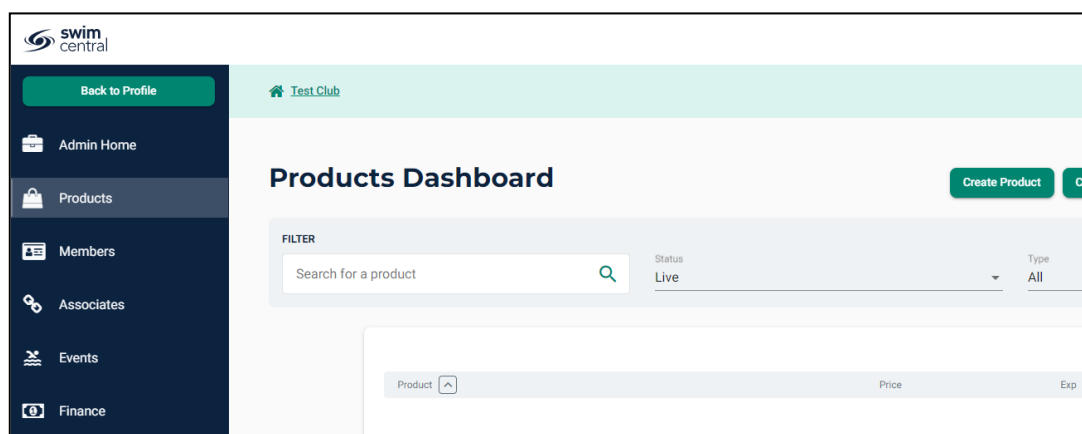 swim
central
Back to Profile
Test Club
Admin Home
Products
Members
Associates
Events
Finance
Products Dashboard
Create Product
FILTER
Search for a product
Status
Live
Type
All
Product
Price
Exp